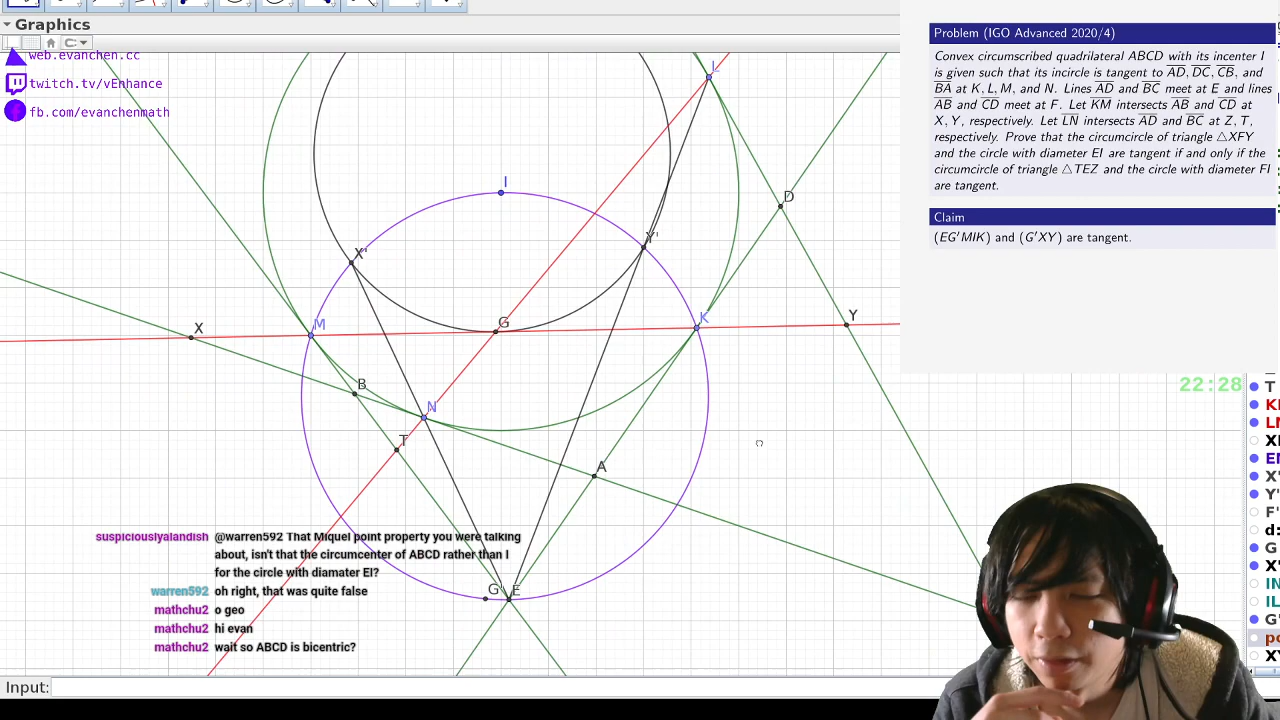 Graphics
web.evanchen.cc
twitch.tv/vEnhance
fb.com/evanchenmath
Problem (IGO Advanced 2020/4)
Convex circumscribed quadrilateral ABCD with its incenter I
is given such that its incircle is tangent to AD, DC, CB, and
BA at K, L, M, and N. Lines AD and BC meet at E and lines
AB and CD meet at F. Let KM intersects AB and CD at
X, Y, respectively. Let LN intersects AD and BC at Z, T,
respectively. Prove that the circumcircle of triangle △XFY
and the circle with diameter EI are tangent if and only if the
circumcircle of triangle △TEZ and the circle with diameter FI
are tangent.
Claim
(EG'MIK) and (G'XY) are tangent.
L
I
D
Y'
X'
X
M
G
K
Y
B
N
T
A
G'
E
22:28
T
X'
Y'
F'
d:
G
X'
IN
G'
suspiciouslyalandish @warren592 That Miquel point property you were talking
about, isn't that the circumcenter of ABCD rather than I
for the circle with diamater EI?
warren592 oh right, that was quite false
mathchu2 o geo
mathchu2 hi evan
mathchu2 wait so ABCD is bicentric?
Input: